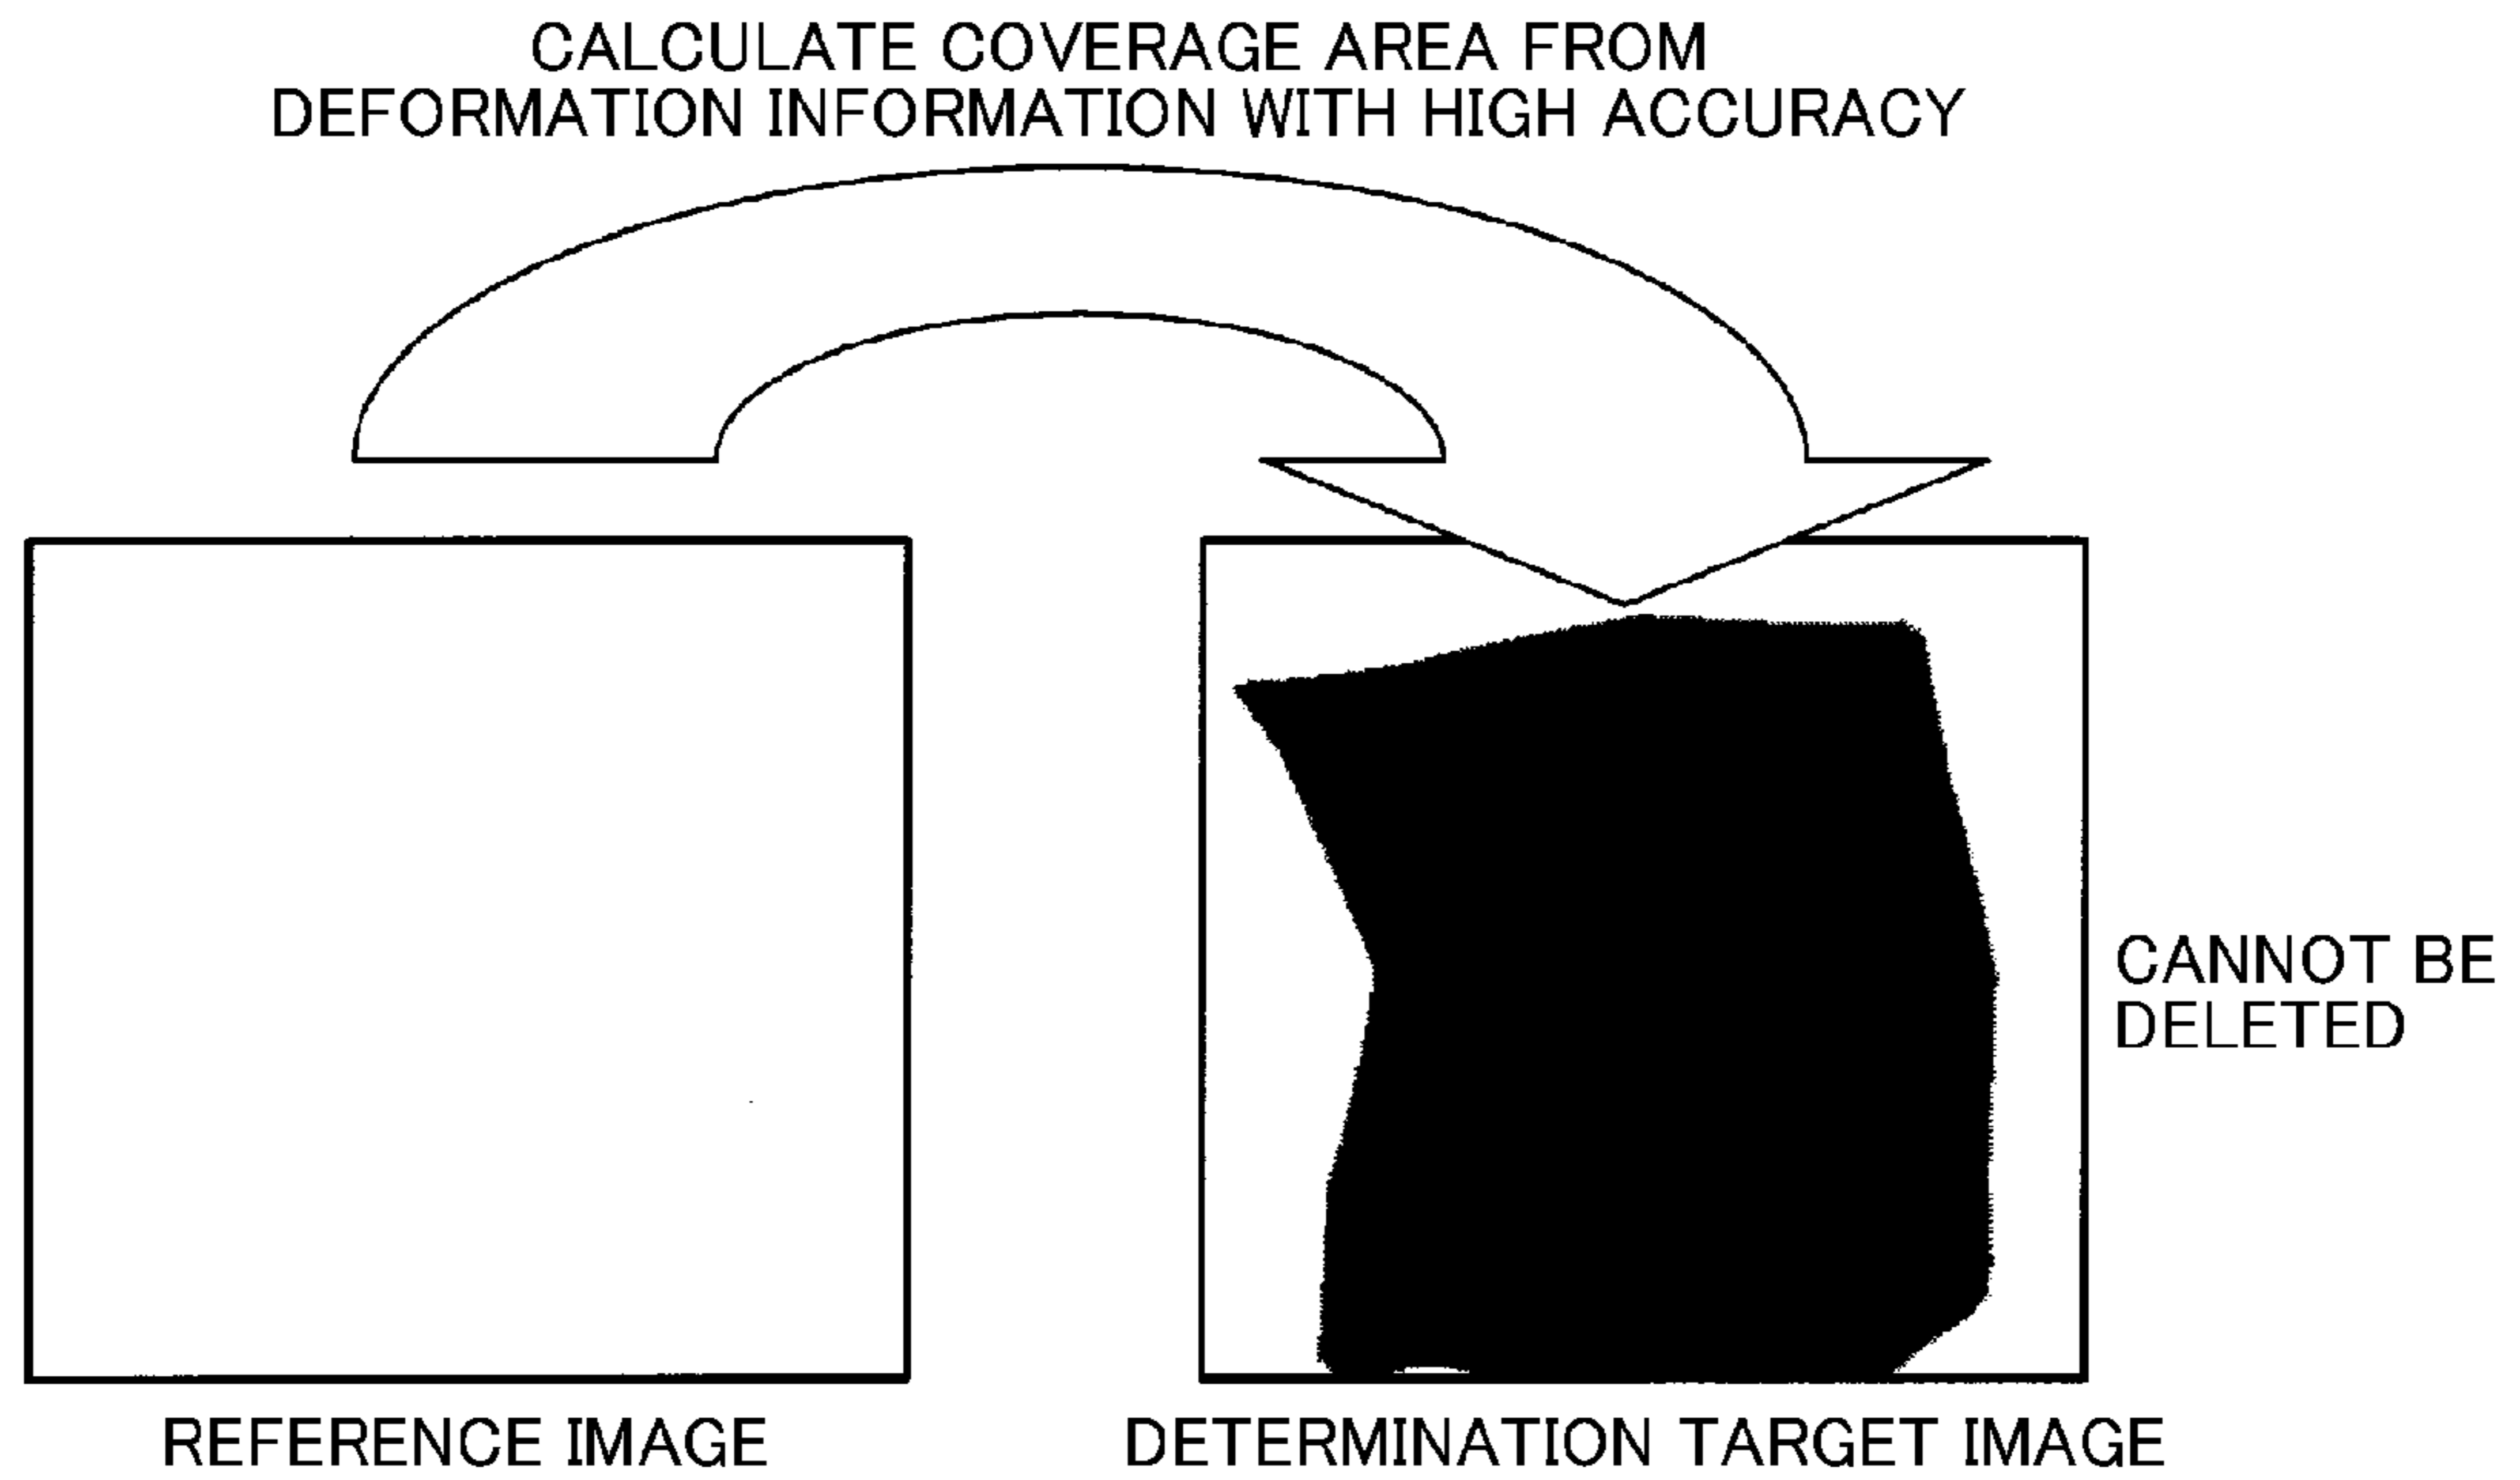 CALCULATE COVERAGE AREA FROM
DEFORMATION INFORMATION WITH HIGH ACCURACY
CANNOT BE
DELETED
REFERENCE IMAGE
DETERMINATION TARGET IMAGE